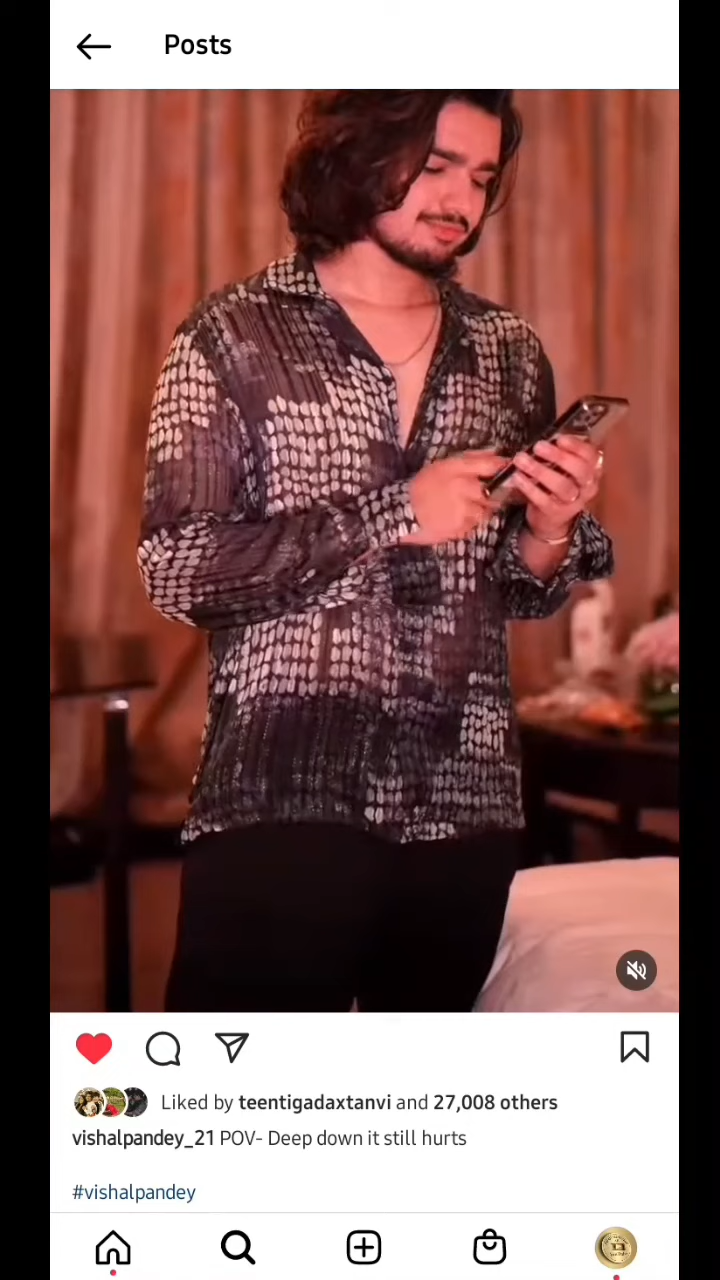 Posts
Liked by teentigadaxtanvi and 27,008 others
vishalpandey_21 POV- Deep down it still hurts
#vishalpandey